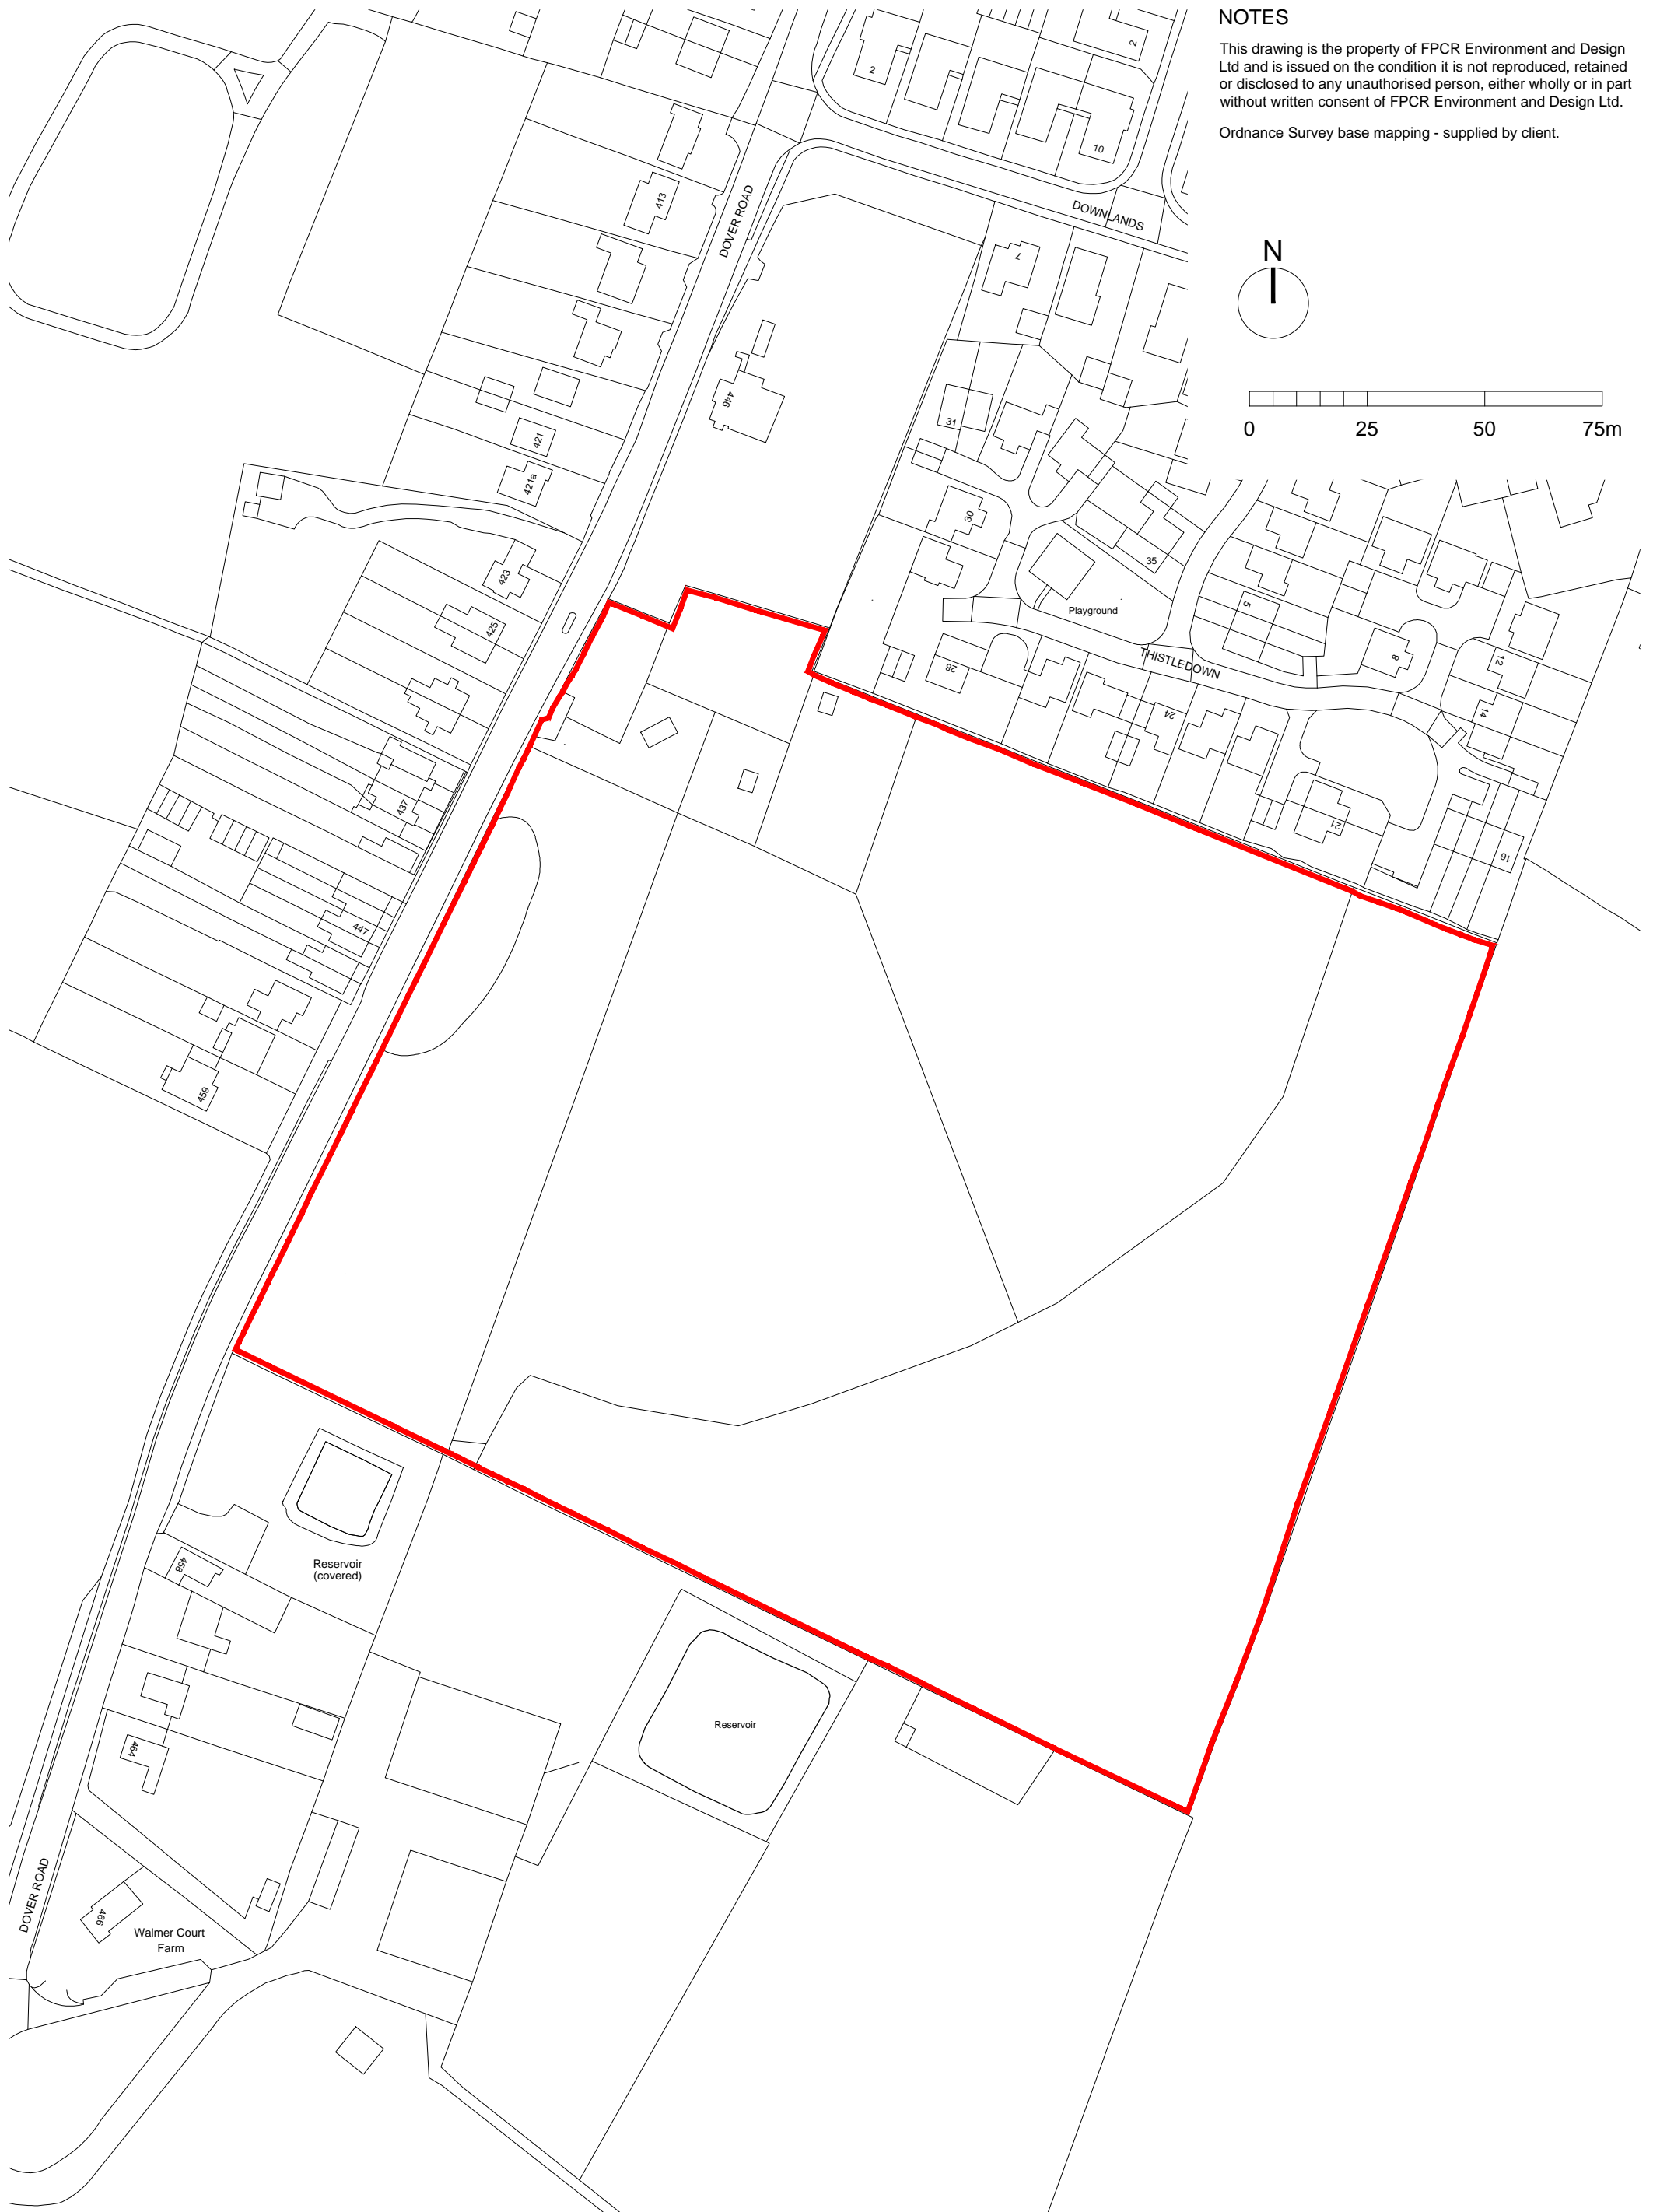 NOTES
This drawing is the property of FPCR Environment and Design
Ltd and is issued on the condition it is not reproduced, retained
or disclosed to any unauthorised person, either wholly or in part
without written consent of FPCR Environment and Design Ltd.
Ordnance Survey base mapping - supplied by client.
N
0 25 50 75m
2
2
10
DOWNLANDS
413
DOVER ROAD
7
446
31
421
421a
30
35
423
Playground
5
425
THISTLEDOWN
28
8
12
24
14
437
21
16
447
459
Reservoir
(covered)
458
Reservoir
464
DOVER ROAD
466
Walmer Court
Farm